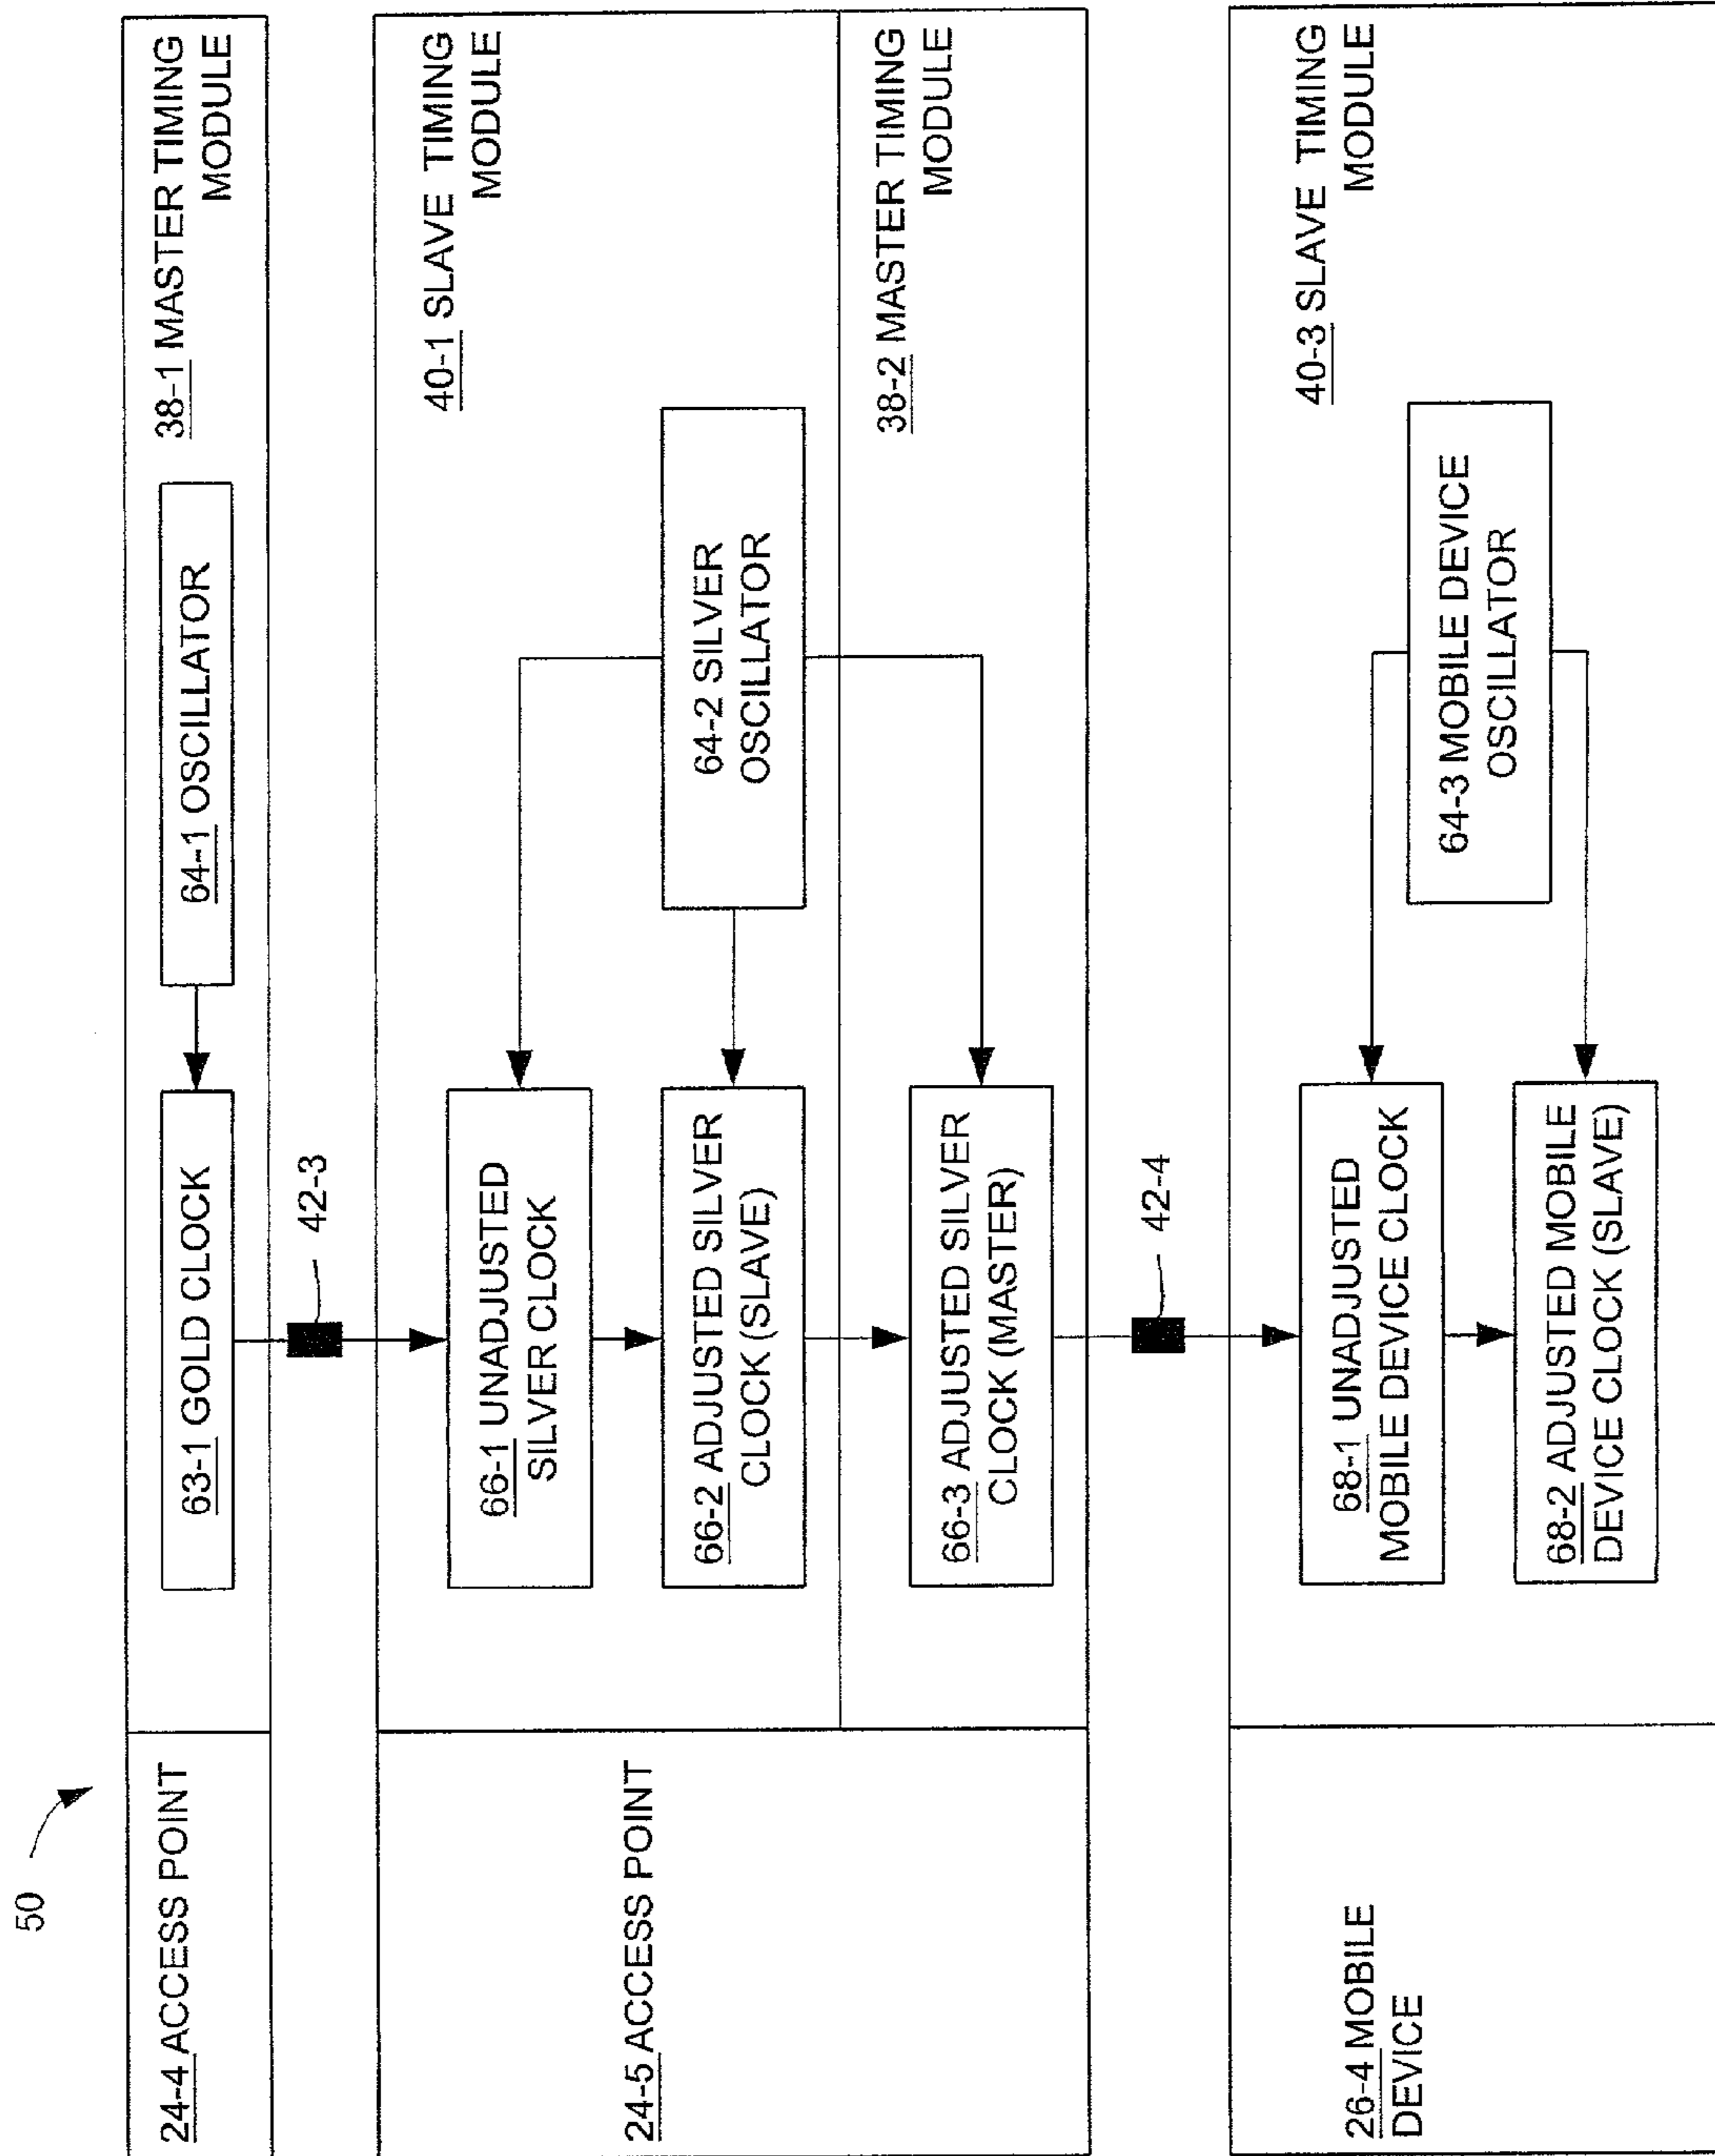 50
24-4 ACCESS POINT
63-1 GOLD CLOCK
64-1 OSCILLATOR
38-1 MASTER TIMING
MODULE
42-3
24-5 ACCESS POINT
40-1 SLAVE TIMING
MODULE
66-1 UNADJUSTED
SILVER CLOCK
66-2 ADJUSTED SILVER
CLOCK (SLAVE)
64-2 SILVER
OSCILLATOR
38-2 MASTER TIMING
MODULE
66-3 ADJUSTED SILVER
CLOCK (MASTER)
42-4
26-4 MOBILE
DEVICE
40-3 SLAVE TIMING
MODULE
68-1 UNADJUSTED
MOBILE DEVICE CLOCK
64-3 MOBILE DEVICE
OSCILLATOR
68-2 ADJUSTED MOBILE
DEVICE CLOCK (SLAVE)